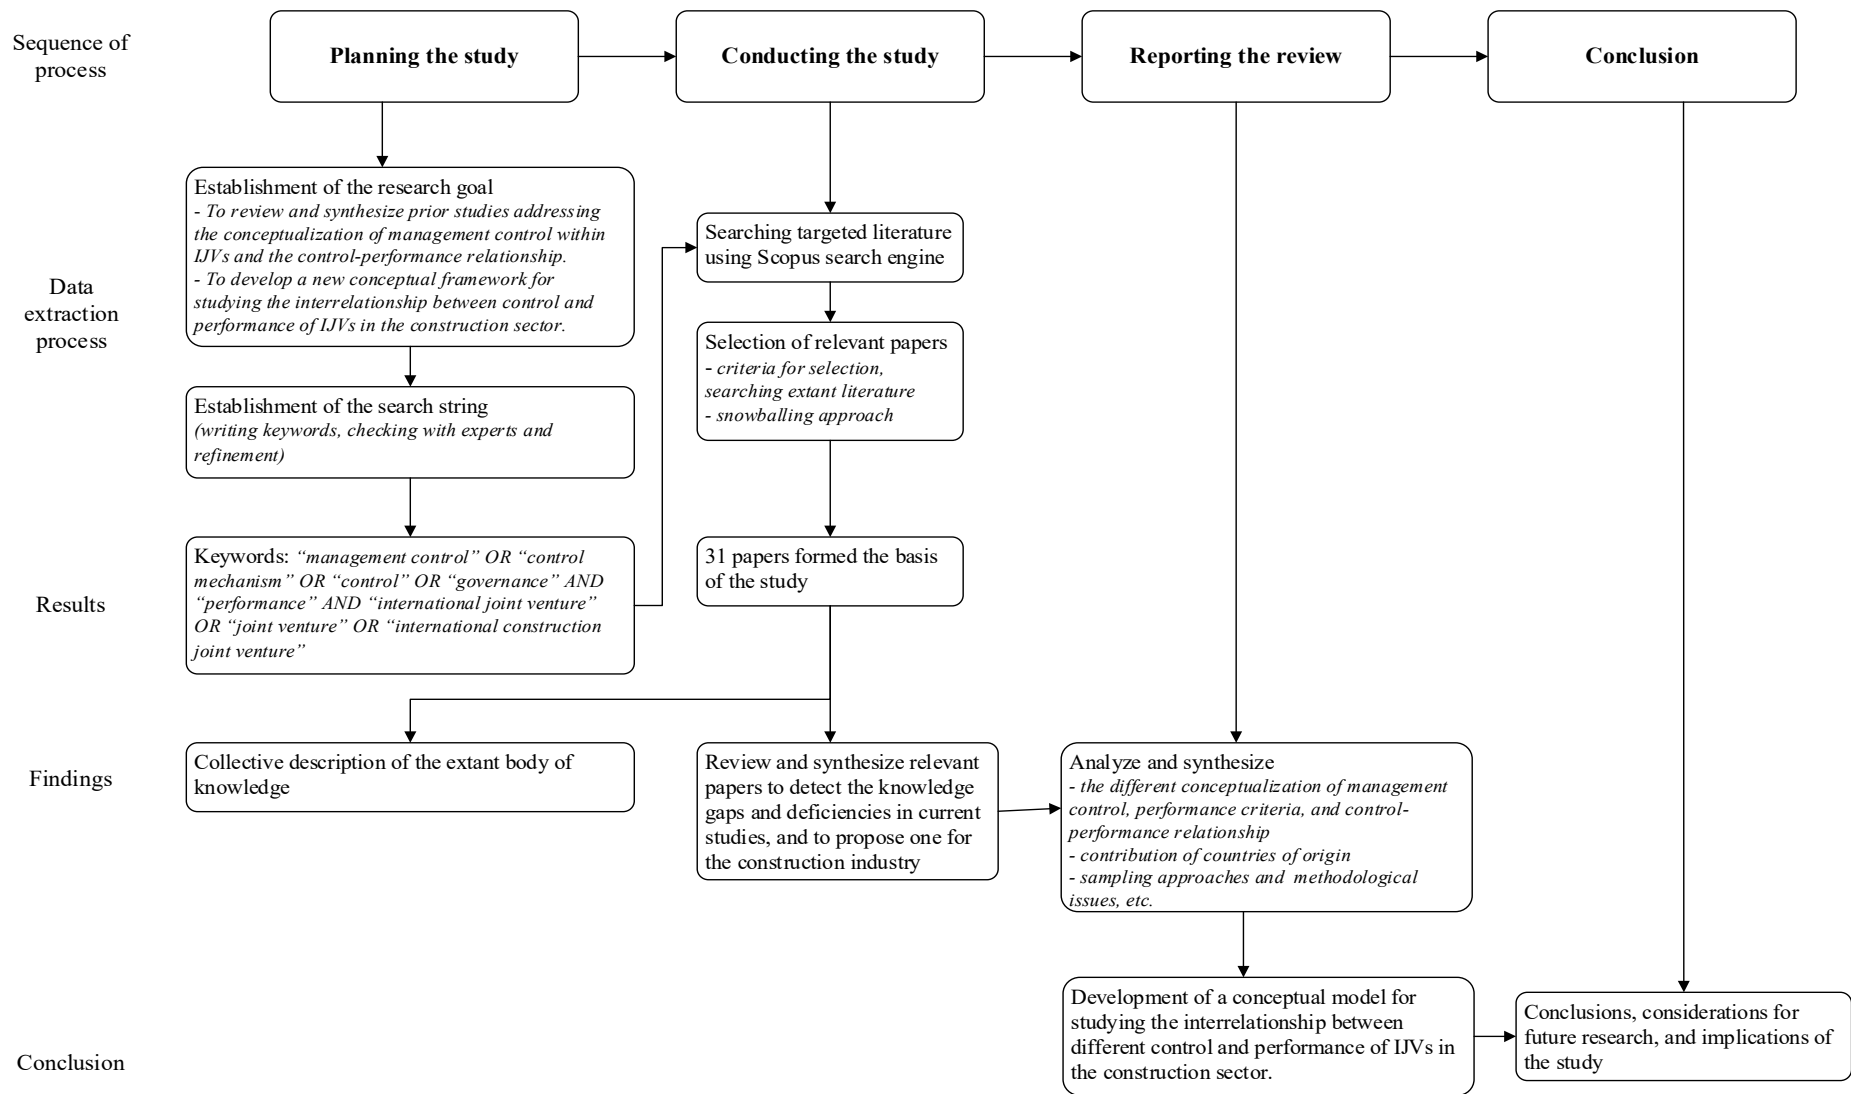 Sequence of
process
Planning the study
Conducting the study
Reporting the review
Conclusion
Data
extraction
process
Establishment of the research goal
- To review and synthesize prior studies addressing
the conceptualization of management control within
IJVs and the control-performance relationship.
- To develop a new conceptual framework for
studying the interrelationship between control and
performance of IJVs in the construction sector.
Establishment of the search string
(writing keywords, checking with experts and
refinement)
Searching targeted literature
using Scopus search engine
Selection of relevant papers
- criteria for selection,
searching extant literature
- snowballing approach
Results
Keywords: “management control” OR “control
mechanism” OR “control” OR “governance” AND
“performance” AND “international joint venture”
OR “joint venture” OR “international construction
joint venture”
31 papers formed the basis
of the study
Findings
Collective description of the extant body of
knowledge
Review and synthesize relevant
papers to detect the knowledge
gaps and deficiencies in current
studies, and to propose one for
the construction industry
Analyze and synthesize
- the different conceptualization of management
control, performance criteria, and control-
performance relationship
- contribution of countries of origin
- sampling approaches and methodological
issues, etc.
Conclusion
Development of a conceptual model for
studying the interrelationship between
different control and performance of IJVs in
the construction sector.
Conclusions, considerations for
future research, and implications of
the study